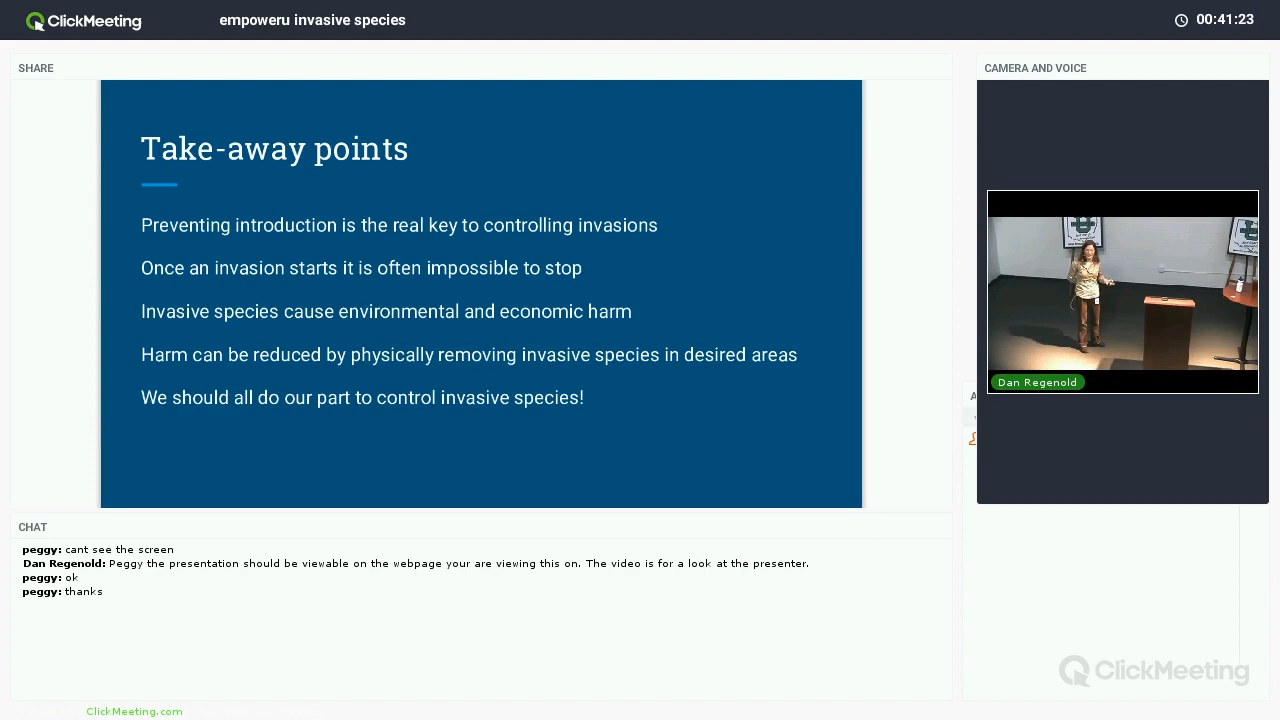 ClickMeeting
empoweru invasive species
00:41:23
SHARE
CAMERA AND VOICE
Take-away points
Preventing introduction is the real key to controlling invasions
Once an invasion starts it is often impossible to stop
Invasive species cause environmental and economic harm
Harm can be reduced by physically removing invasive species in desired areas
We should all do our part to control invasive species!
Dan Regenold
CHAT
peggy: cant see the screen
Dan Regenold: Peggy the presentation should be viewable on the webpage your are viewing this on. The video is for a look at the presenter.
peggy: ok
peggy: thanks
ClickMeeting
ClickMeeting.com